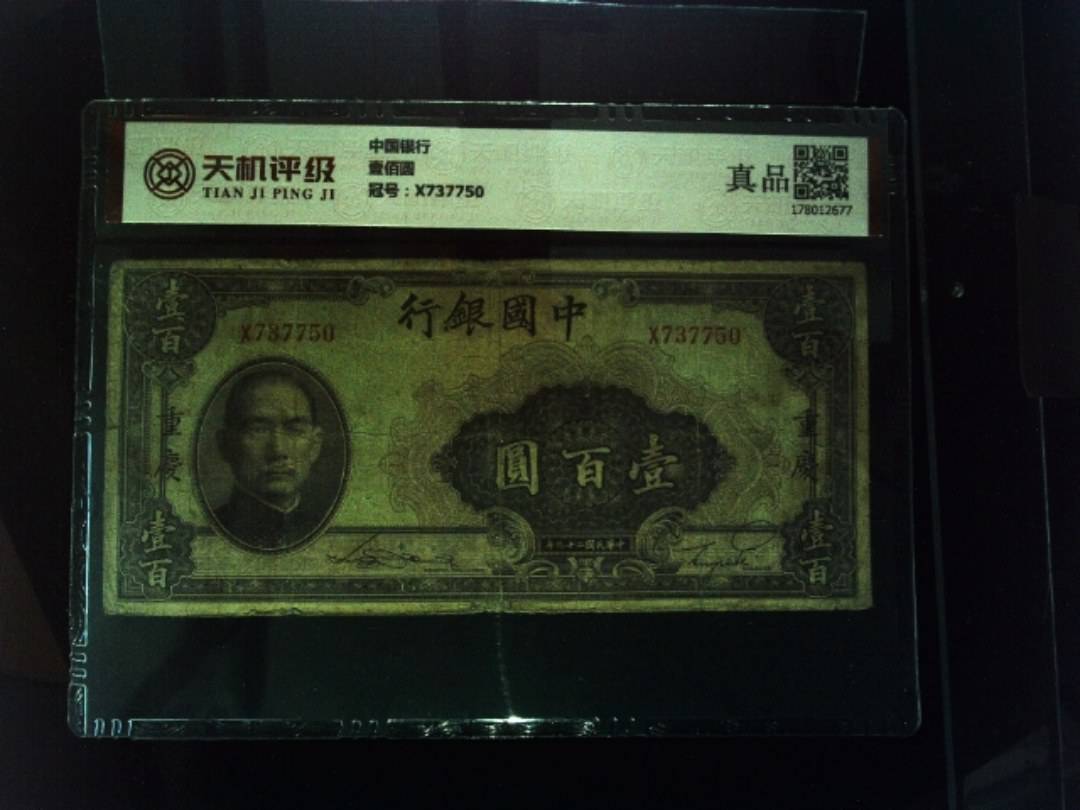 天机评级
TIAN JI PING JI
中国银行
壹佰圆
冠号：X737750
真品
178012677
行銀國中
X737750
X737750
壹百
壹百
重慶
重慶
圓百壹
壹百
壹百